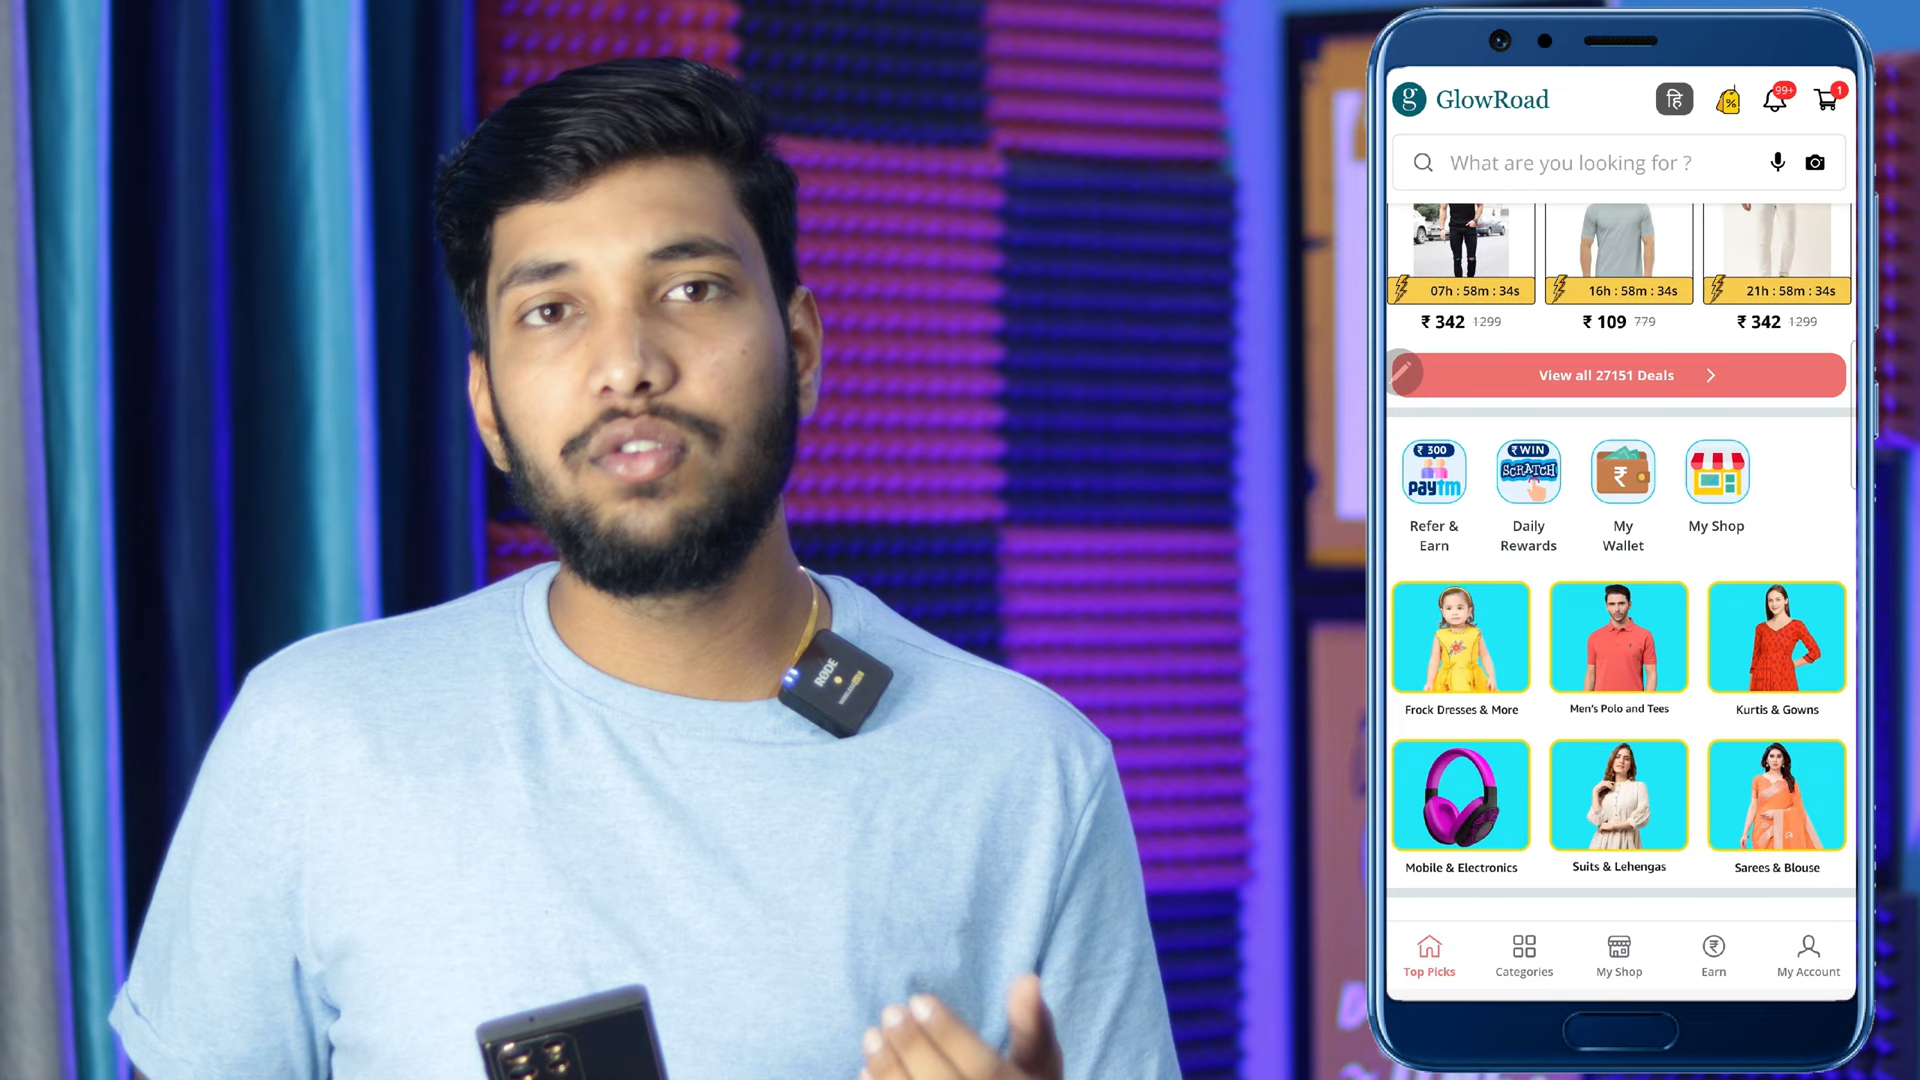 g GlowRoad
हि
%
99+
1
What are you looking for ?
07h : 58m : 34s
16h : 58m : 34s
21h : 58m : 34s
₹ 342 1299
₹ 109 779
₹ 342 1299
View all 27151 Deals
₹ 300
paytm
₹ WIN
SCRATCH
₹
Refer &
Earn
Daily
Rewards
My
Wallet
My Shop
RØDE
Frock Dresses & More
Men's Polo and Tees
Kurtis & Gowns
Mobile & Electronics
Suits & Lehengas
Sarees & Blouse
Top Picks
Categories
My Shop
₹
Earn
My Account